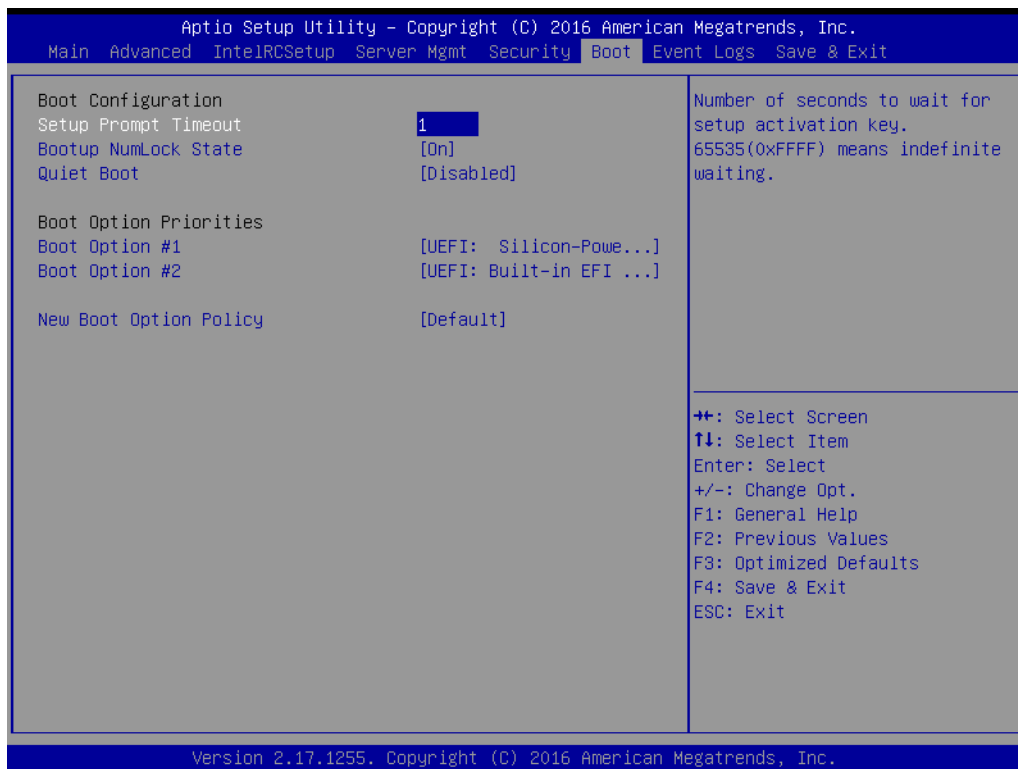 Aptio Setup Utility – Copyright (C) 2016 American Megatrends, Inc.
Main Advanced IntelRCSetup Server Mgmt Security Boot Event Logs Save & Exit
Boot Configuration
Setup Prompt Timeout 1
Bootup NumLock State [On]
Quiet Boot [Disabled]
Boot Option Priorities
Boot Option #1 [UEFI: Silicon-Powe...]
Boot Option #2 [UEFI: Built-in EFI ...]
New Boot Option Policy [Default]
Number of seconds to wait for
setup activation key.
65535(0xFFFF) means indefinite
waiting.
→←: Select Screen
↑↓: Select Item
Enter: Select
+/-: Change Opt.
F1: General Help
F2: Previous Values
F3: Optimized Defaults
F4: Save & Exit
ESC: Exit
Version 2.17.1255. Copyright (C) 2016 American Megatrends, Inc.